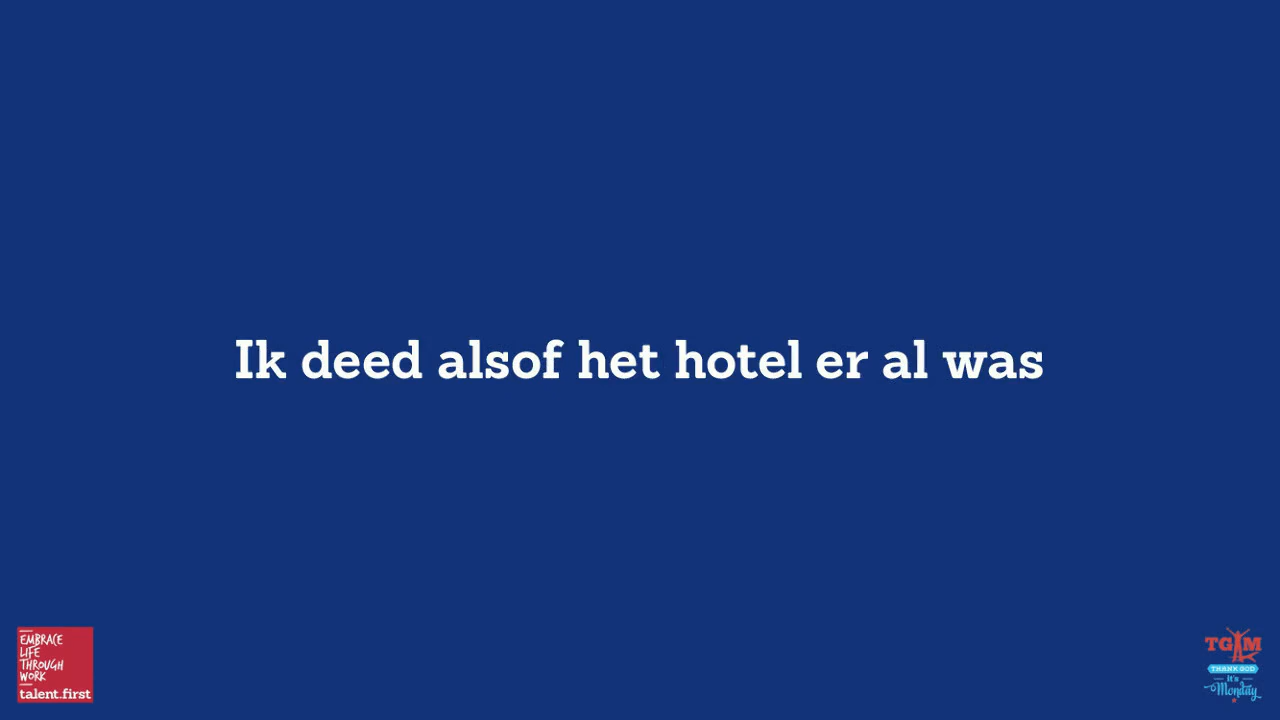 Ik deed alsof het hotel er al was
EMBRACE
LIFE
THROUGH
WORK
talent.first
TGIM
THANK GOD
it's
Monday